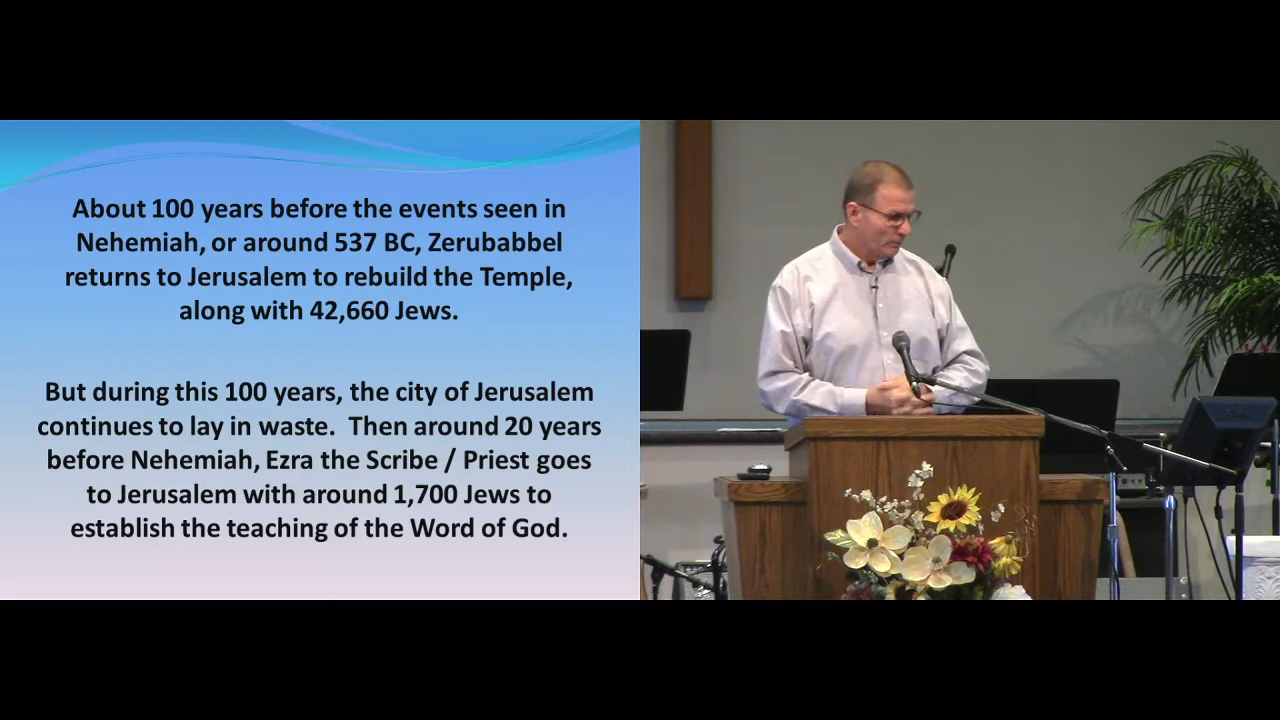 About 100 years before the events seen in
Nehemiah, or around 537 BC, Zerubabbel
returns to Jerusalem to rebuild the Temple,
along with 42,660 Jews.
But during this 100 years, the city of Jerusalem
continues to lay in waste.  Then around 20 years
before Nehemiah, Ezra the Scribe / Priest goes
to Jerusalem with around 1,700 Jews to
establish the teaching of the Word of God.